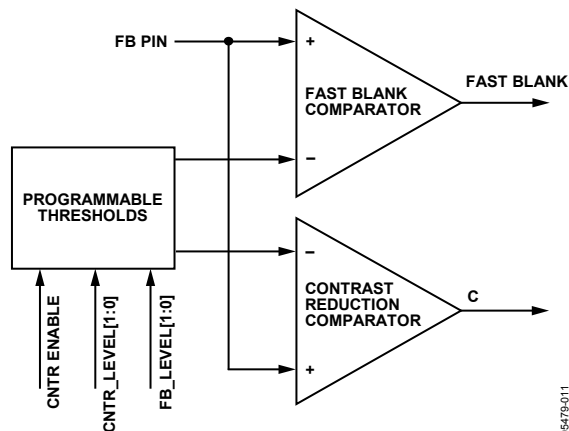 FB PIN
+
FAST BLANK
COMPARATOR
–
FAST BLANK
PROGRAMMABLE
THRESHOLDS
–
CONTRAST
REDUCTION
COMPARATOR
+
C
CNTR ENABLE
CNTR_LEVEL[1:0]
FB_LEVEL[1:0]
5479-011